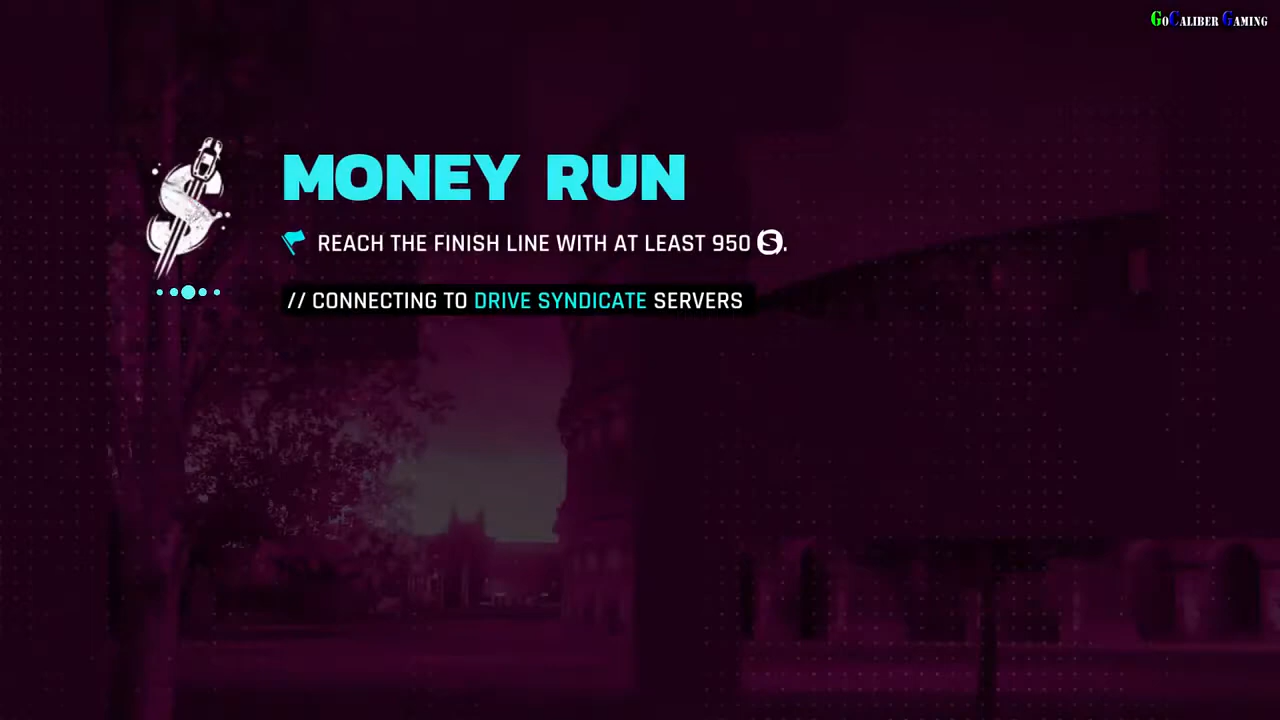 GoCaliber Gaming
MONEY RUN
REACH THE FINISH LINE WITH AT LEAST 950 S.
// CONNECTING TO DRIVE SYNDICATE SERVERS